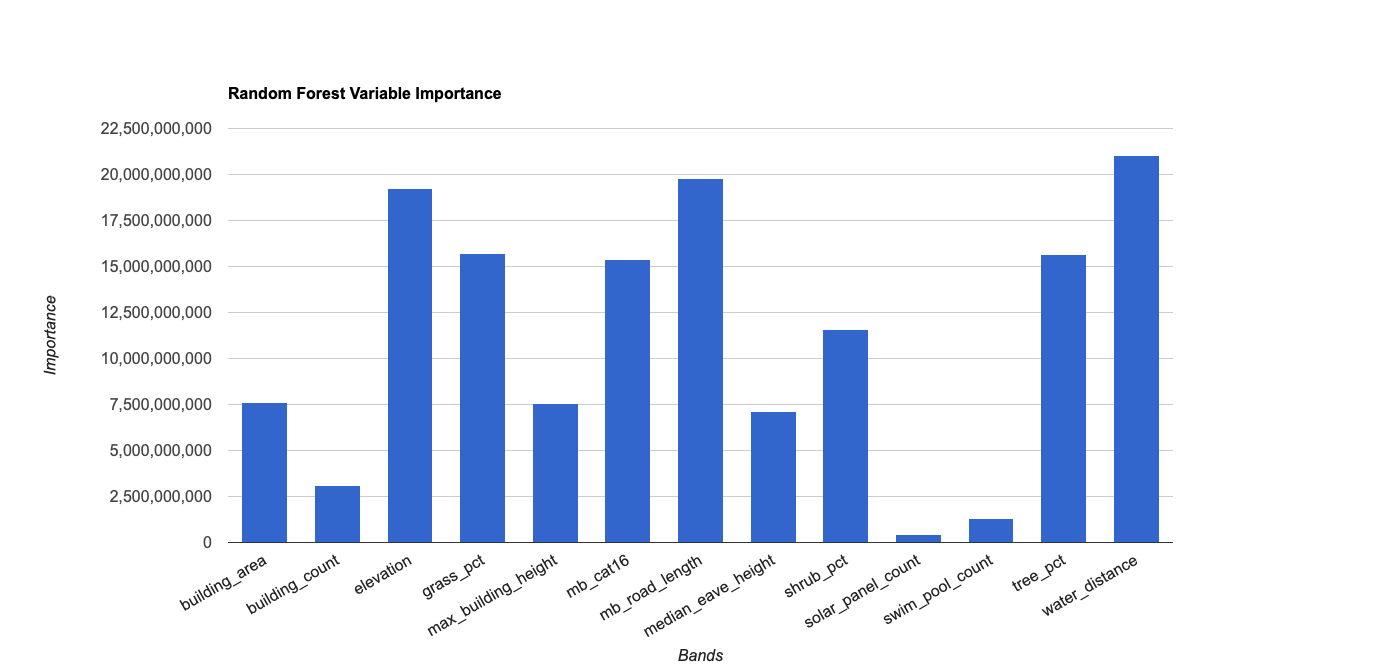 Random Forest Variable Importance
22,500,000,000
20,000,000,000
17,500,000,000
15,000,000,000
12,500,000,000
10,000,000,000
7,500,000,000
5,000,000,000
2,500,000,000
0
Importance
building_area
building_count
elevation
grass_pct
max_building_height
mb_cat16
mb_road_length
median_eave_height
shrub_pct
solar_panel_count
swim_pool_count
tree_pct
water_distance
Bands